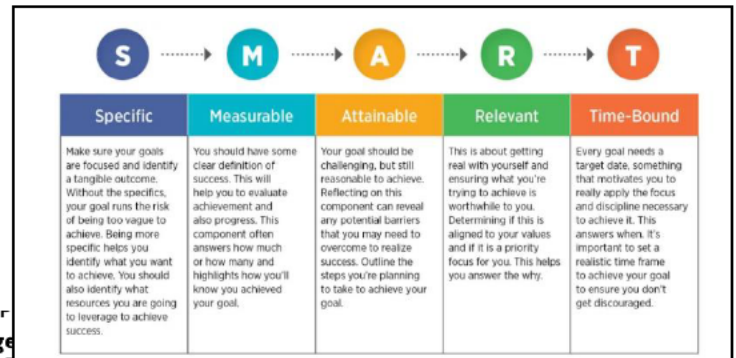 S M A R T
Specific
Make sure your goals
are focused and identify
a tangible outcome.
Without the specifics,
your goal runs the risk
of being too vague to
achieve. Being more
specific helps you
identify what you want
to achieve. You should
also identify what
resources you are going
to leverage to achieve
success.
Measurable
You should have some
clear definition of
success. This will
help you to evaluate
achievement and
also progress. This
component often
answers how much
or how many and
highlights how you'll
know you achieved
your goal.
Attainable
Your goal should be
challenging, but still
reasonable to achieve.
Reflecting on this
component can reveal
any potential barriers
that you may need to
overcome to realize
success. Outline the
steps you're planning
to take to achieve your
goal.
Relevant
This is about getting
real with yourself and
ensuring what you're
trying to achieve is
worthwhile to you.
Determining if this is
aligned to your values
and if it is a priority
focus for you. This helps
you answer the why.
Time-Bound
Every goal needs a
target date, something
that motivates you to
really apply the focus
and discipline necessary
to achieve it. This
answers when. It's
important to set a
realistic time frame
to achieve your goal
to ensure you don't
get discouraged.